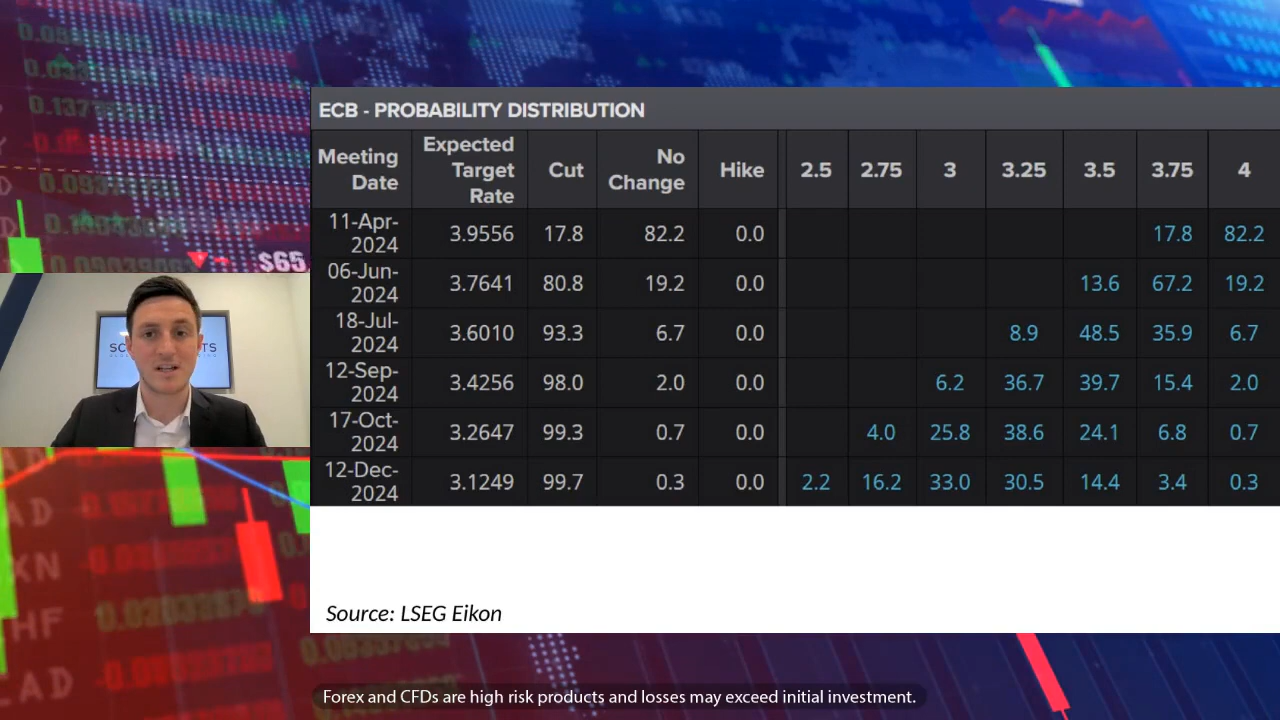 ECB - PROBABILITY DISTRIBUTION
Meeting Date Expected Target Rate Cut No Change Hike 2.5 2.75 3 3.25 3.5 3.75 4
11-Apr-2024 3.9556 17.8 82.2 0.0 17.8 82.2
06-Jun-2024 3.7641 80.8 19.2 0.0 13.6 67.2 19.2
18-Jul-2024 3.6010 93.3 6.7 0.0 8.9 48.5 35.9 6.7
12-Sep-2024 3.4256 98.0 2.0 0.0 6.2 36.7 39.7 15.4 2.0
17-Oct-2024 3.2647 99.3 0.7 0.0 4.0 25.8 38.6 24.1 6.8 0.7
12-Dec-2024 3.1249 99.7 0.3 0.0 2.2 16.2 33.0 30.5 14.4 3.4 0.3
Source: LSEG Eikon
Forex and CFDs are high risk products and losses may exceed initial investment.
$65